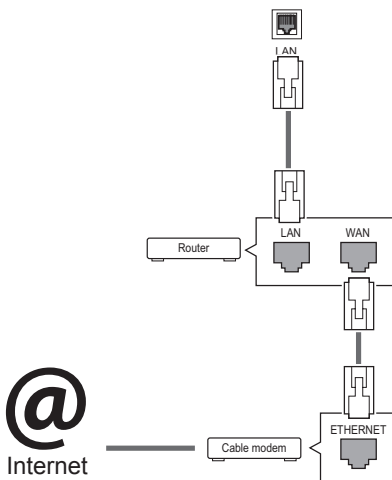 LAN
LAN
WAN
Router
ETHERNET
@
Internet
Cable modem